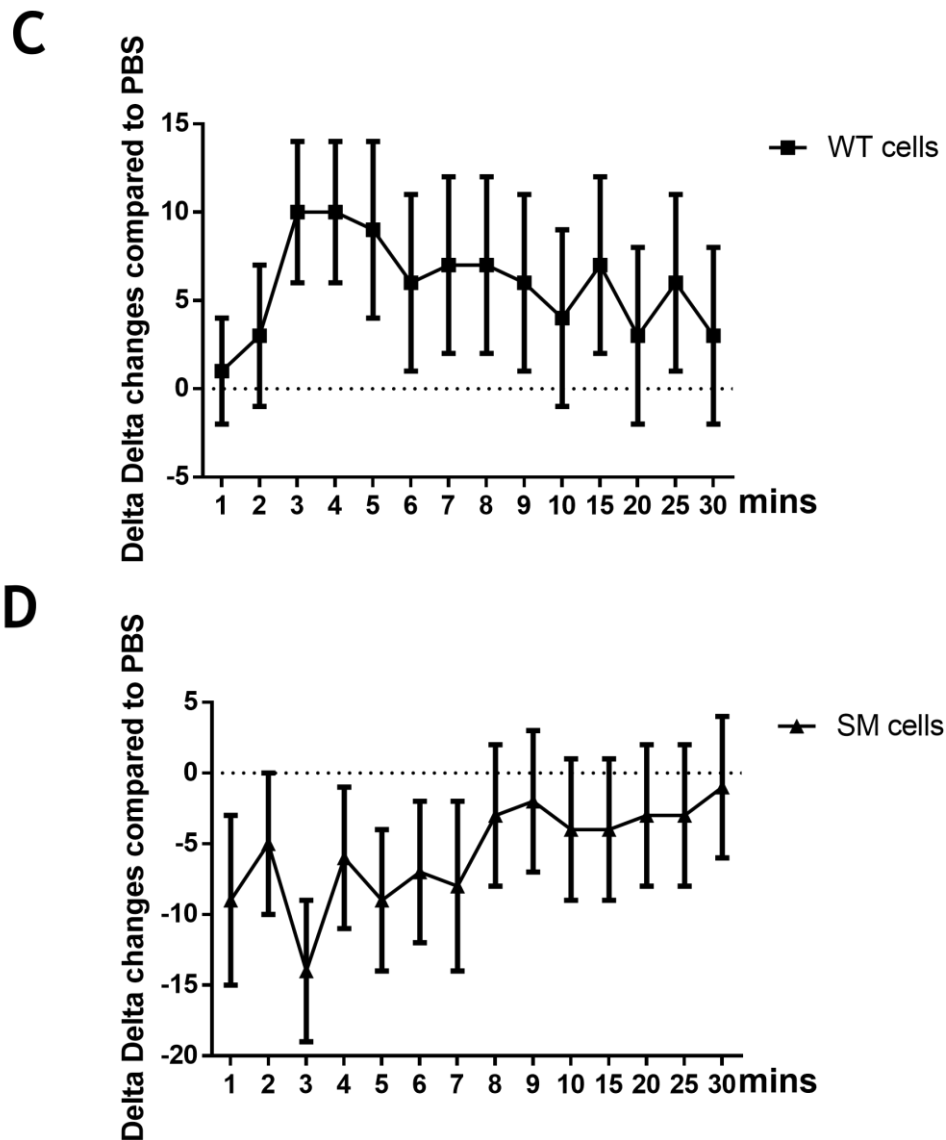 C
Delta Delta changes compared to PBS
15
10
5
0
-5
1 2 3 4 5 6 7 8 9 10 15 20 25 30 mins
WT cells
D
Delta Delta changes compared to PBS
5
0
-5
-10
-15
-20
1 2 3 4 5 6 7 8 9 10 15 20 25 30 mins
SM cells